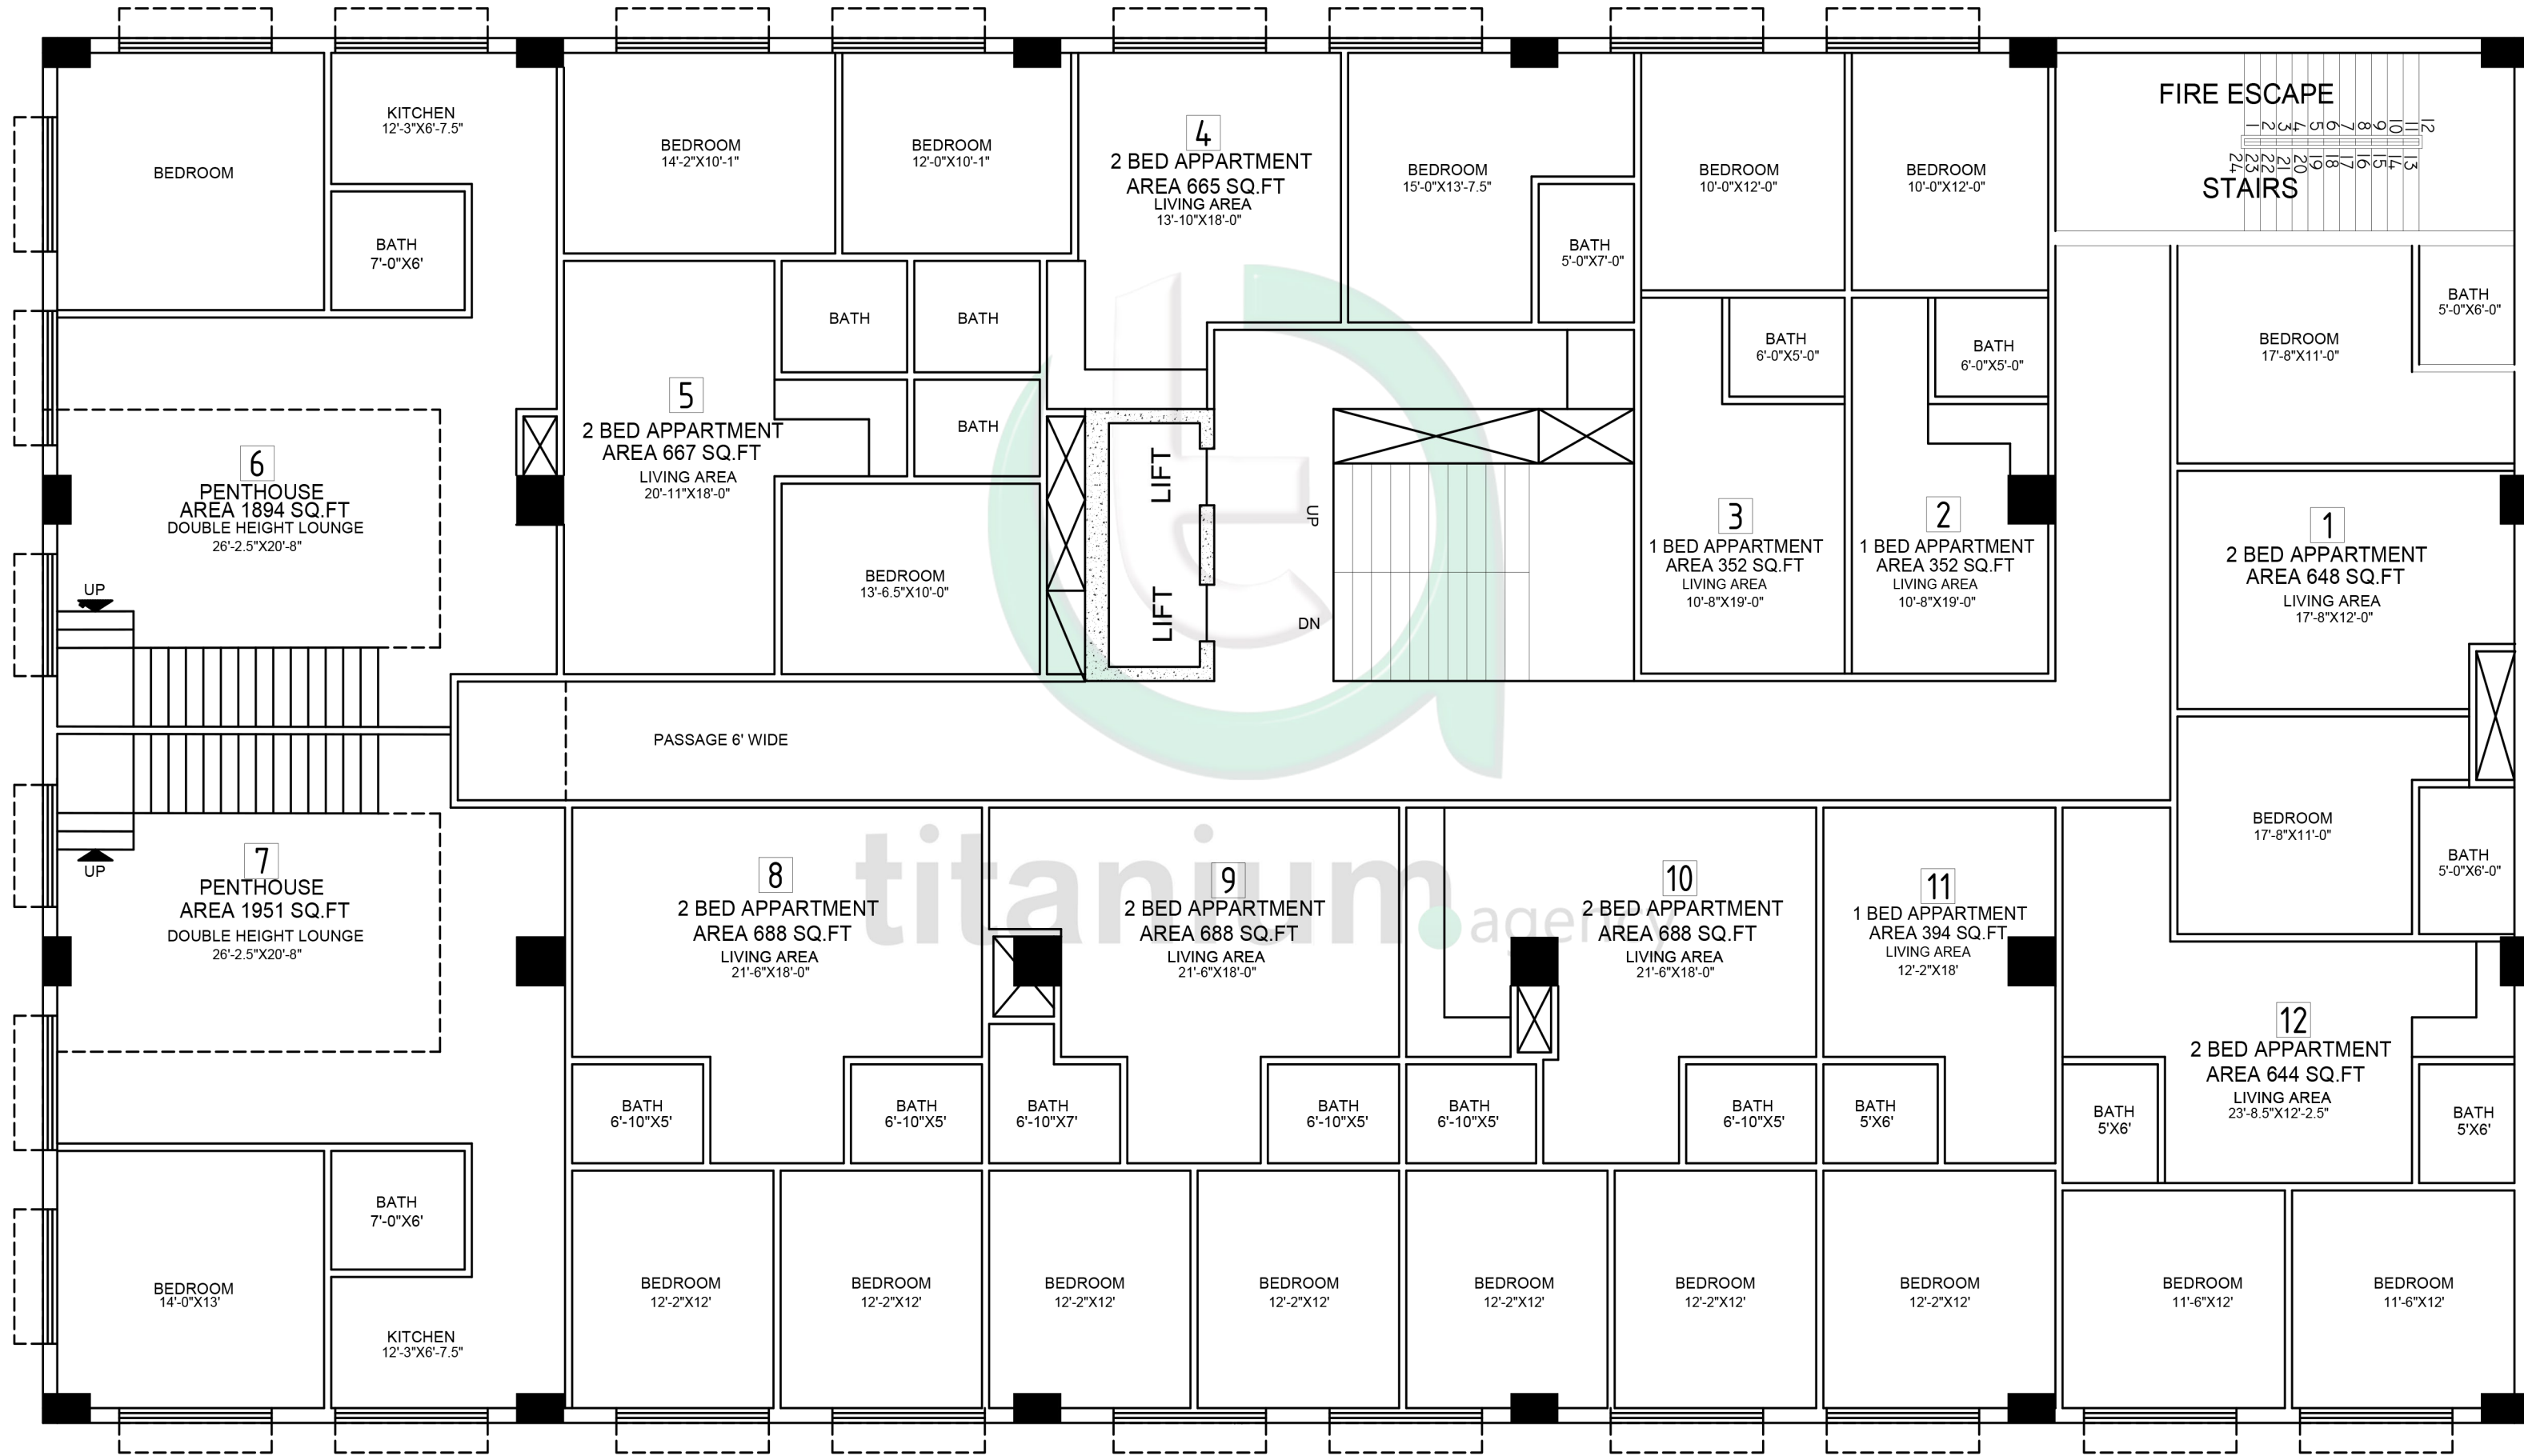 FIRE ESCAPE
1 2 3 4 5 6 7 8 9 10 11 12
24 23 22 21 20 19 18 17 16 15 14 13
STAIRS
BEDROOM
KITCHEN
12'-3"X6'-7.5"
BATH
7'-0"X6'
BEDROOM
14'-2"X10'-1"
BEDROOM
12'-0"X10'-1"
4
2 BED APPARTMENT
AREA 665 SQ.FT
LIVING AREA
13'-10"X18'-0"
BEDROOM
15'-0"X13'-7.5"
BATH
5'-0"X7'-0"
BEDROOM
10'-0"X12'-0"
BEDROOM
10'-0"X12'-0"
BATH
BATH
BATH
BATH
6'-0"X5'-0"
BATH
6'-0"X5'-0"
BEDROOM
17'-8"X11'-0"
BATH
5'-0"X6'-0"
6
PENTHOUSE
AREA 1894 SQ.FT
DOUBLE HEIGHT LOUNGE
26'-2.5"X20'-8"
UP
5
2 BED APPARTMENT
AREA 667 SQ.FT
LIVING AREA
20'-11"X18'-0"
BEDROOM
13'-6.5"X10'-0"
LIFT
LIFT
UP
DN
3
1 BED APPARTMENT
AREA 352 SQ.FT
LIVING AREA
10'-8"X19'-0"
2
1 BED APPARTMENT
AREA 352 SQ.FT
LIVING AREA
10'-8"X19'-0"
1
2 BED APPARTMENT
AREA 648 SQ.FT
LIVING AREA
17'-8"X12'-0"
PASSAGE 6' WIDE
BEDROOM
17'-8"X11'-0"
BATH
5'-0"X6'-0"
UP
7
PENTHOUSE
AREA 1951 SQ.FT
DOUBLE HEIGHT LOUNGE
26'-2.5"X20'-8"
8
2 BED APPARTMENT
AREA 688 SQ.FT
LIVING AREA
21'-6"X18'-0"
titanium.agency
9
2 BED APPARTMENT
AREA 688 SQ.FT
LIVING AREA
21'-6"X18'-0"
10
2 BED APPARTMENT
AREA 688 SQ.FT
LIVING AREA
21'-6"X18'-0"
11
1 BED APPARTMENT
AREA 394 SQ.FT
LIVING AREA
12'-2"X18'
12
2 BED APPARTMENT
AREA 644 SQ.FT
LIVING AREA
23'-8.5"X12'-2.5"
BATH
6'-10"X5'
BATH
6'-10"X5'
BATH
6'-10"X7'
BATH
6'-10"X5'
BATH
6'-10"X5'
BATH
6'-10"X5'
BATH
5'X6'
BATH
5'X6'
BATH
5'X6'
BATH
7'-0"X6'
BEDROOM
14'-0"X13'
KITCHEN
12'-3"X6'-7.5"
BEDROOM
12'-2"X12'
BEDROOM
12'-2"X12'
BEDROOM
12'-2"X12'
BEDROOM
12'-2"X12'
BEDROOM
12'-2"X12'
BEDROOM
12'-2"X12'
BEDROOM
12'-2"X12'
BEDROOM
11'-6"X12'
BEDROOM
11'-6"X12'